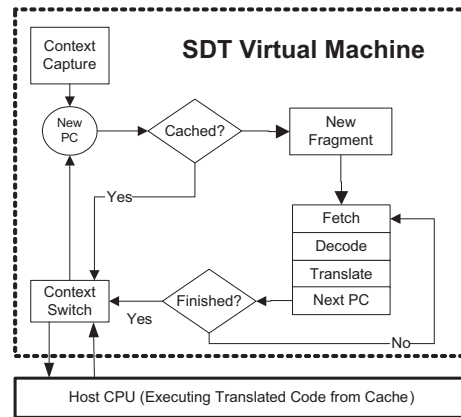 SDT Virtual Machine
Context
Capture
New
PC
Cached?
New
Fragment
Yes
Fetch
Decode
Translate
Next PC
Context
Switch
Finished?
Yes
No
Host CPU (Executing Translated Code from Cache)